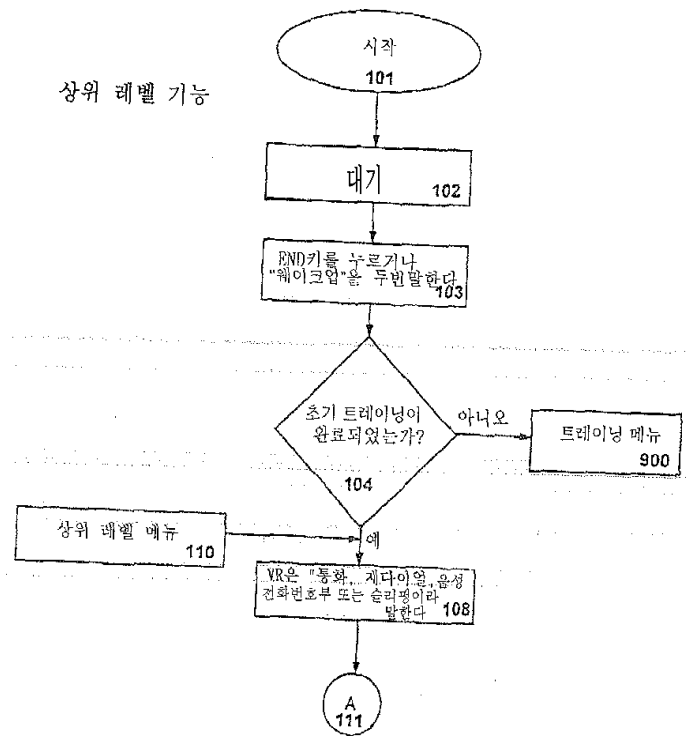 시작
101
상위 레벨 기능
대기
102
END키를 누르거나
"웨이크업"을 두번말한다
103
초기 트레이닝이
완료되었는가?
104
아니오
트레이닝 메뉴
900
상위 레벨 메뉴
110
예
VR은 "통화, 재다이얼,음성
전화번호부 또는 슬리핑이라
말한다 108
A
111